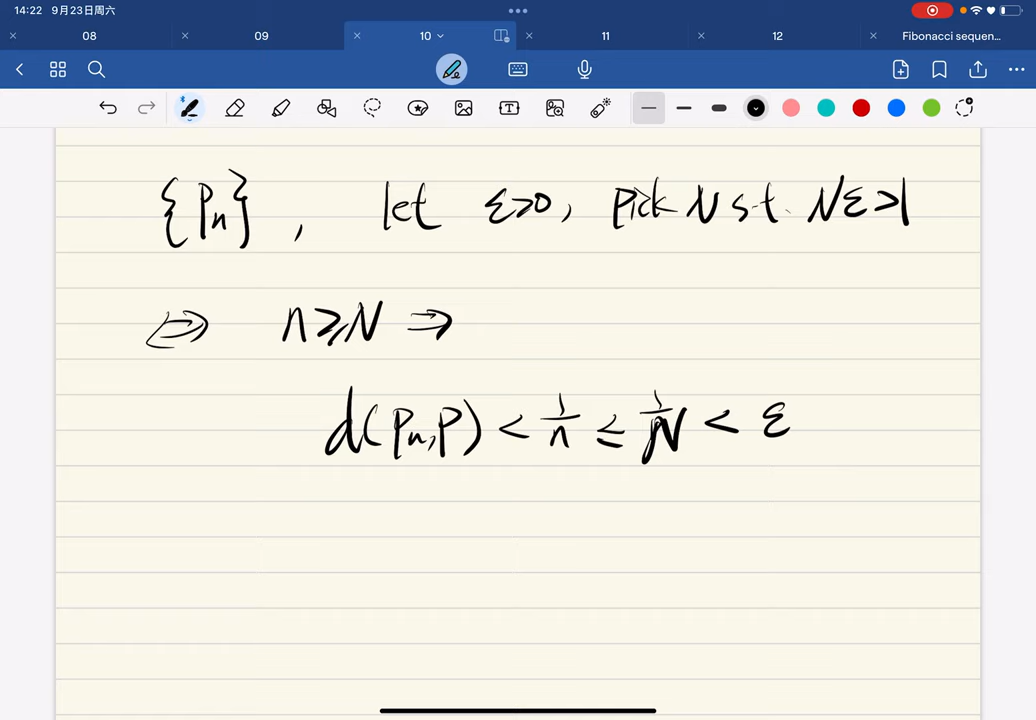 14:22 9月23日周六
08 09 10 11 12 Fibonacci sequen...
{Pn}, let ε>0, pick N s.t. Nε>1
⇒ n≥N ⇒
d(Pn,P) < 1/n ≤ 1/N < ε